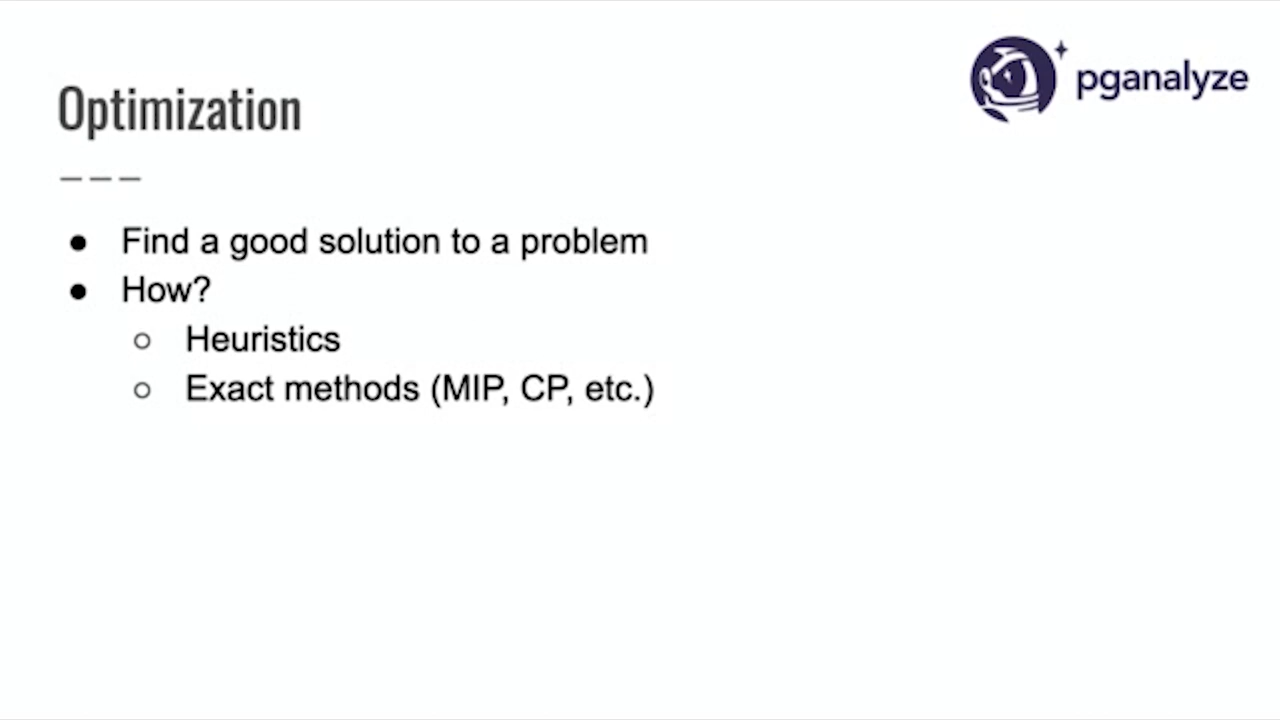 pganalyze
Optimization
● Find a good solution to a problem
● How?
○ Heuristics
○ Exact methods (MIP, CP, etc.)